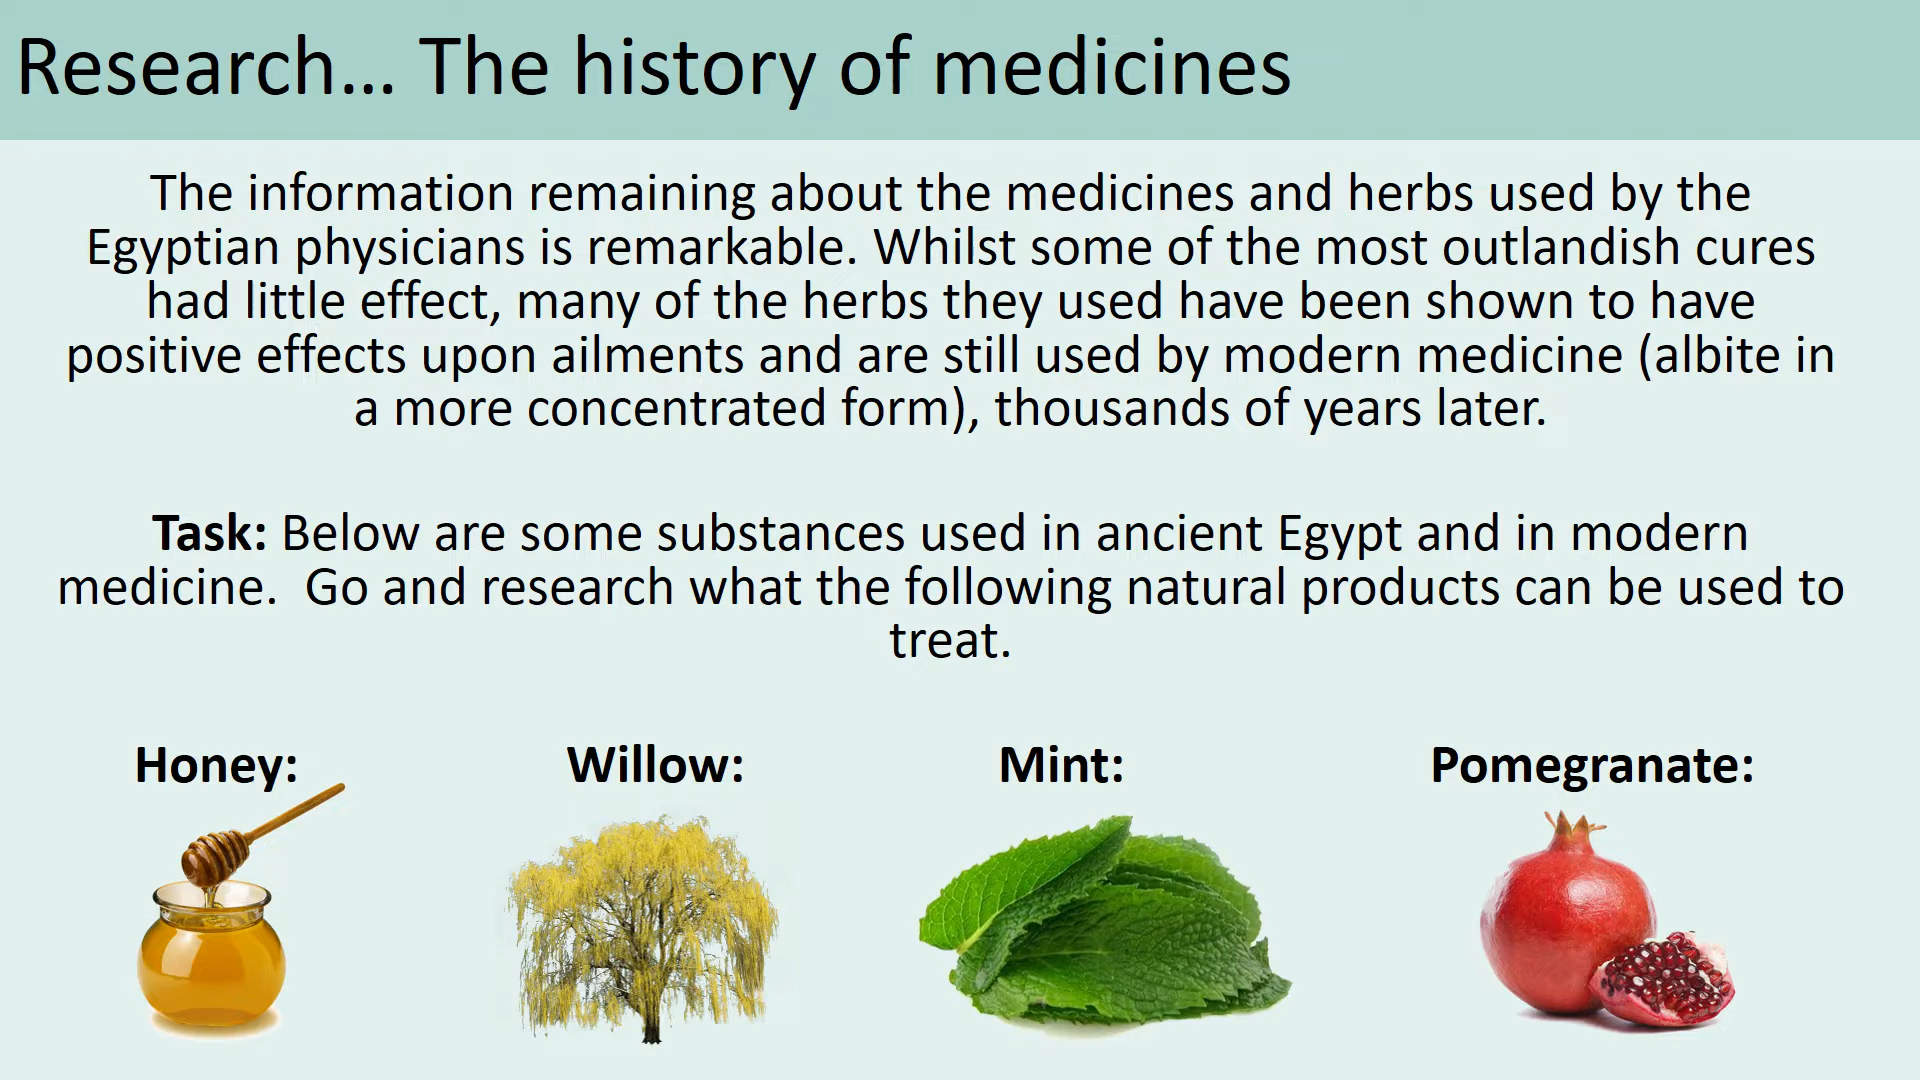 Research... The history of medicines
The information remaining about the medicines and herbs used by the
Egyptian physicians is remarkable. Whilst some of the most outlandish cures
had little effect, many of the herbs they used have been shown to have
positive effects upon ailments and are still used by modern medicine (albite in
a more concentrated form), thousands of years later.
Task: Below are some substances used in ancient Egypt and in modern
medicine.  Go and research what the following natural products can be used to
treat.
Honey:
Willow:
Mint:
Pomegranate: